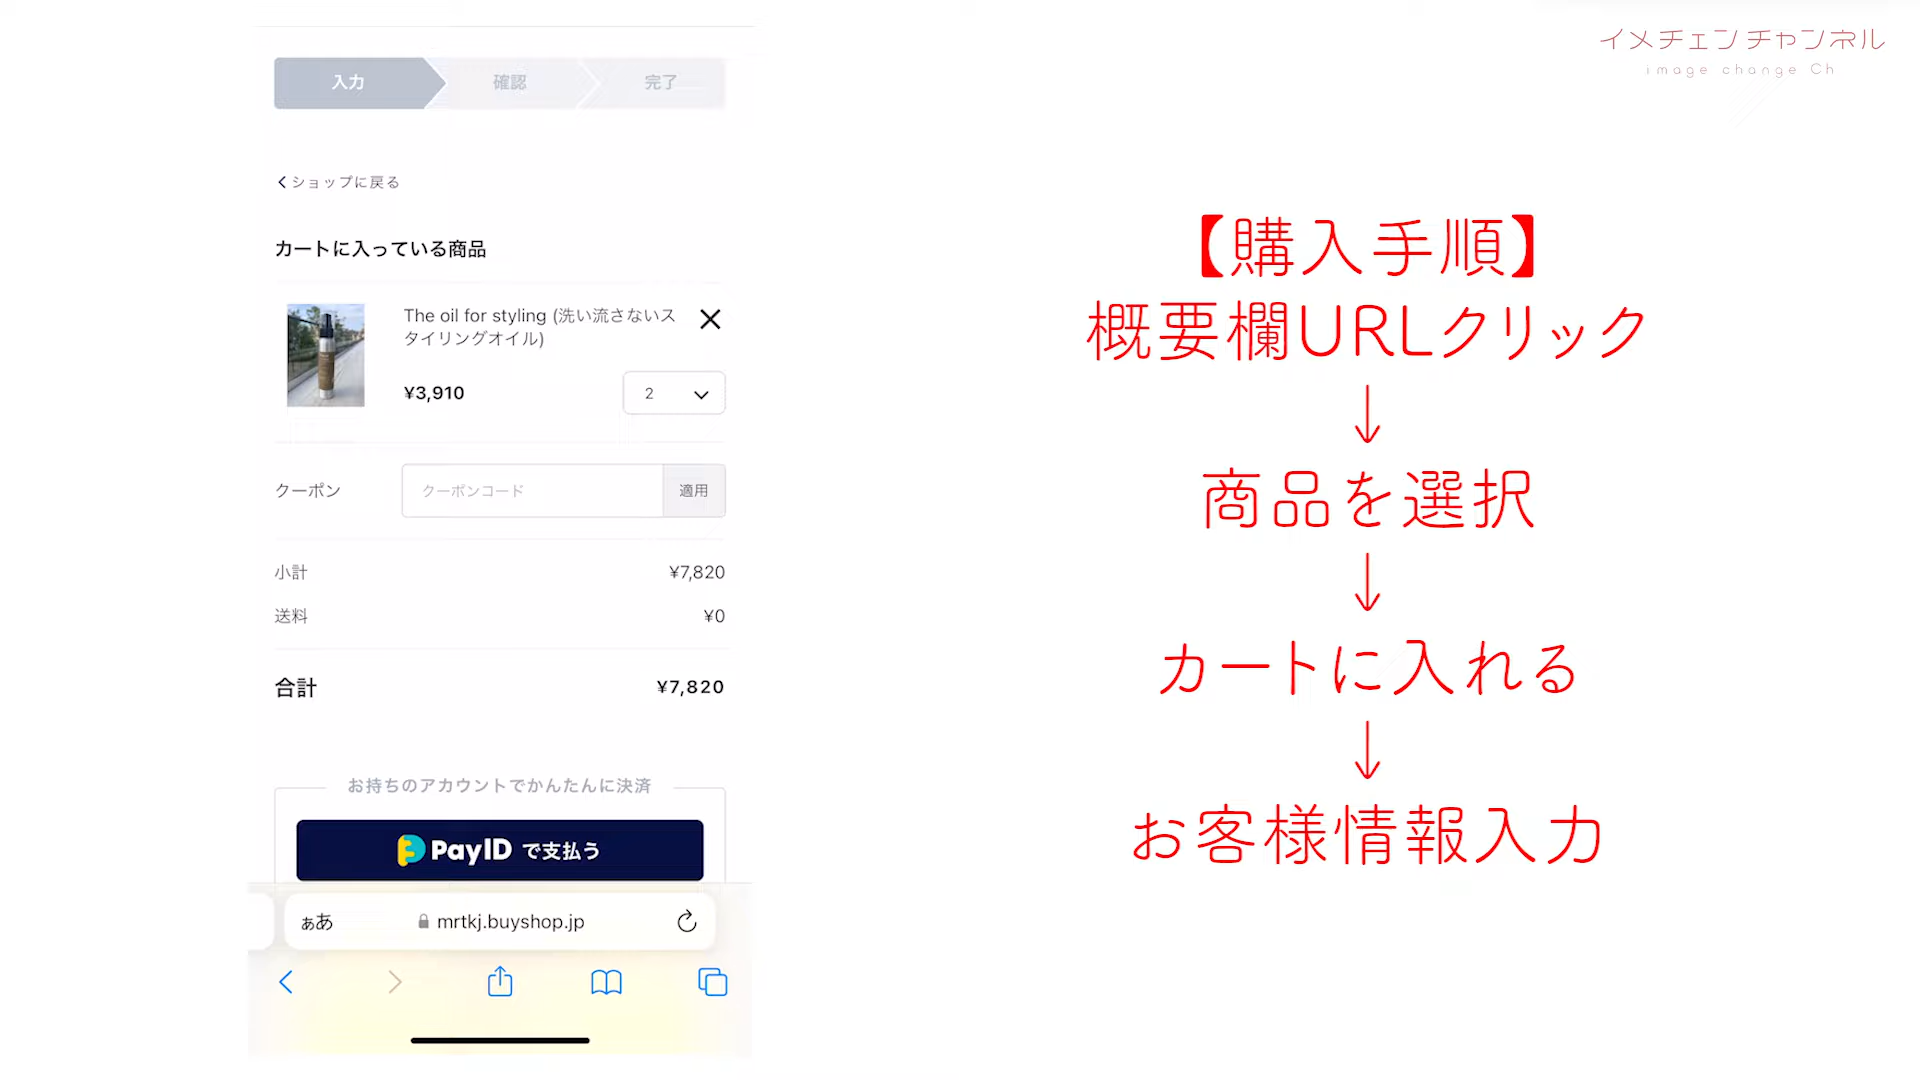 入力
確認
完了
ショップに戻る
カートに入っている商品
The oil for styling (洗い流さないス
タイリングオイル)
¥3,910
2
クーポン
クーポンコード
適用
小計
¥7,820
送料
¥0
合計
¥7,820
お持ちのアカウントでかんたんに決済
PayID で支払う
ぁあ
mrtkj.buyshop.jp
イメチェンチャンネル
image change Ch
【購入手順】
概要欄URLクリック
↓
商品を選択
↓
カートに入れる
↓
お客様情報入力